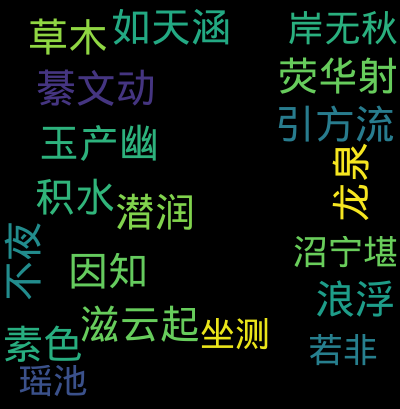 草木
如天涵
岸无秋
綦文动
荧华射
引方流
玉产幽
龙泉
积水
潜润
不夜
因知
沼宁堪
浪浮
滋云起
坐测
素色
若非
瑶池